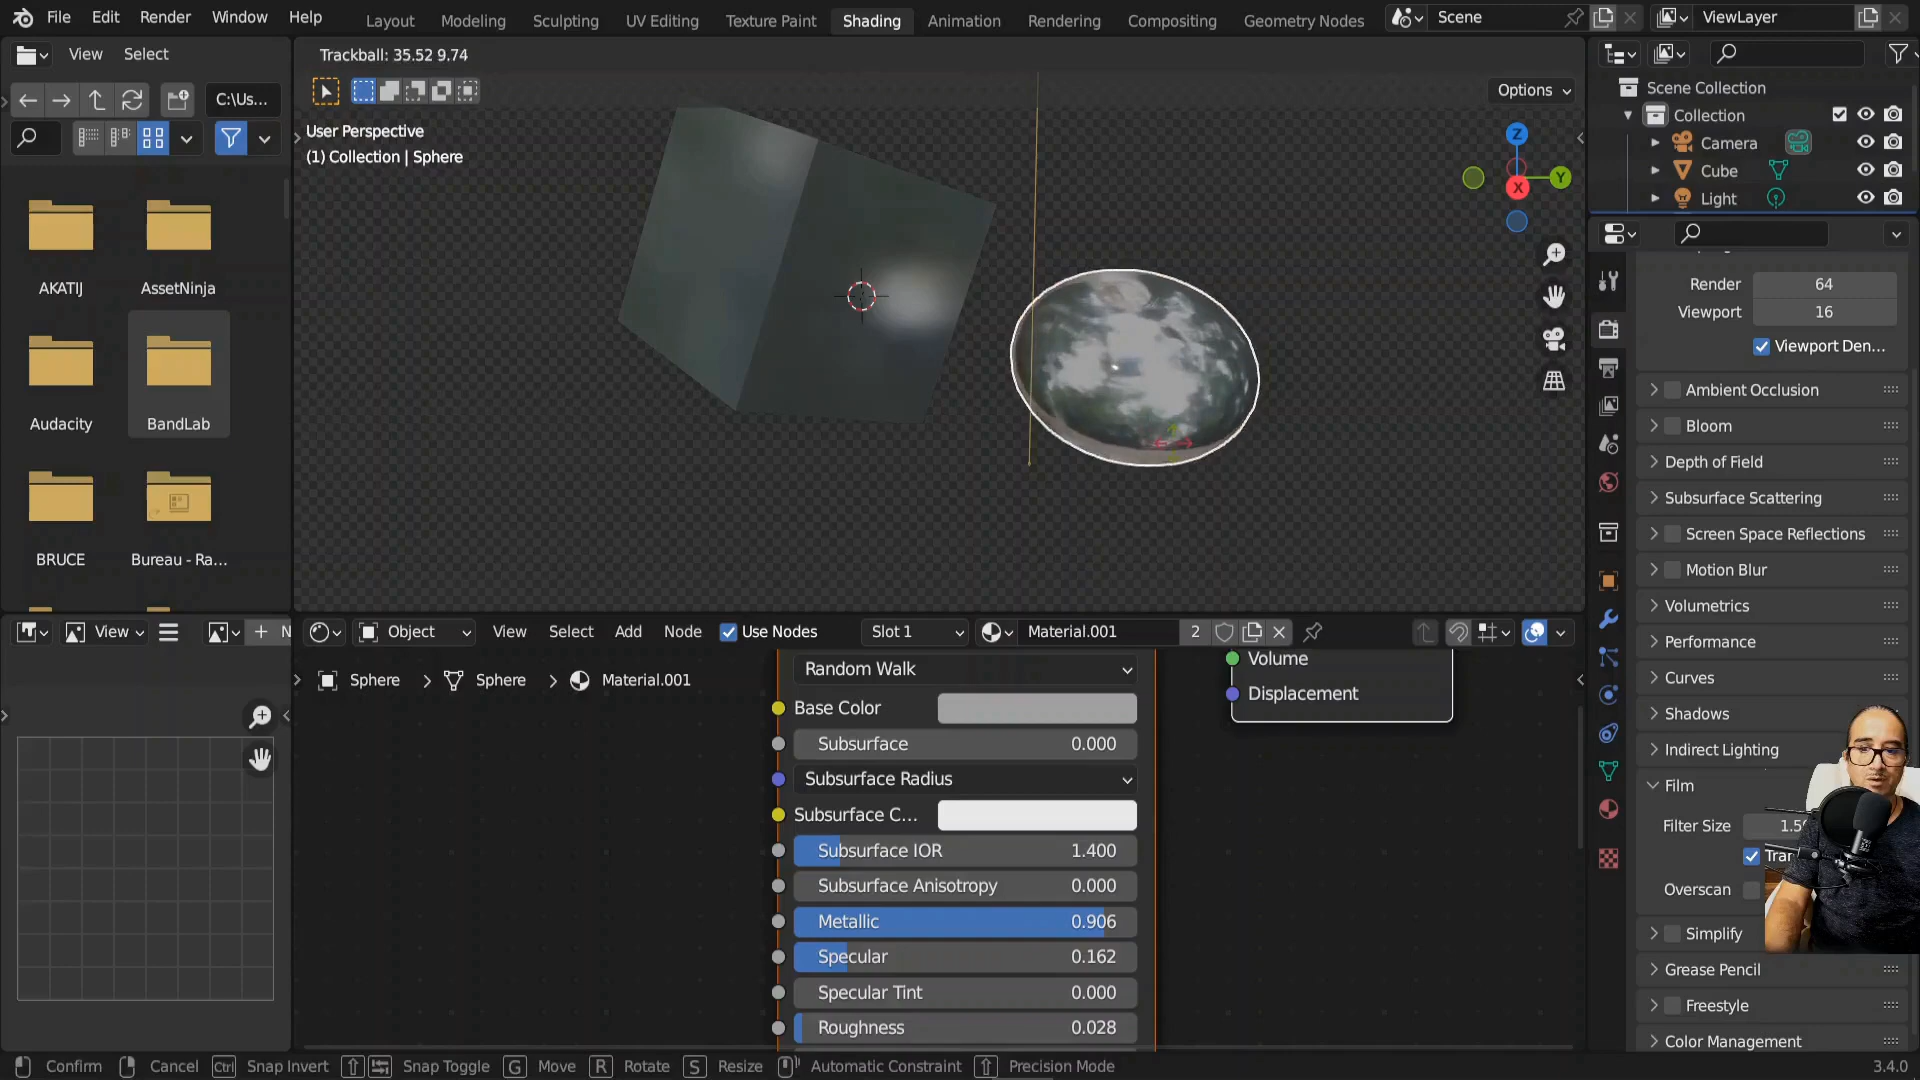 File Edit Render Window Help Layout Modeling Sculpting UV Editing Texture Paint Shading Animation Rendering Compositing Geometry Nodes Scene ViewLayer
View Select
Trackball: 35.52 9.74
C:\Us...
Options
User Perspective
(1) Collection | Sphere
Z
Y
X
AKATIJ AssetNinja
Audacity BandLab
BRUCE Bureau - Ra...
Scene Collection
Collection
Camera
Cube
Light
Render 64
Viewport 16
Viewport Den...
Ambient Occlusion
Bloom
Depth of Field
Subsurface Scattering
Screen Space Reflections
Motion Blur
Volumetrics
Performance
Curves
Shadows
Indirect Lighting
Film
Filter Size
Overscan
Simplify
Grease Pencil
Freestyle
Color Management
View
Object View Select Add Node Use Nodes Slot 1 Material.001 2
Sphere > Sphere > Material.001
Random Walk
Base Color
Subsurface 0.000
Subsurface Radius
Subsurface C...
Subsurface IOR 1.400
Subsurface Anisotropy 0.000
Metallic 0.906
Specular 0.162
Specular Tint 0.000
Roughness 0.028
Volume
Displacement
Confirm Cancel Ctrl Snap Invert Snap Toggle G Move R Rotate S Resize Automatic Constraint Precision Mode 3.4.0